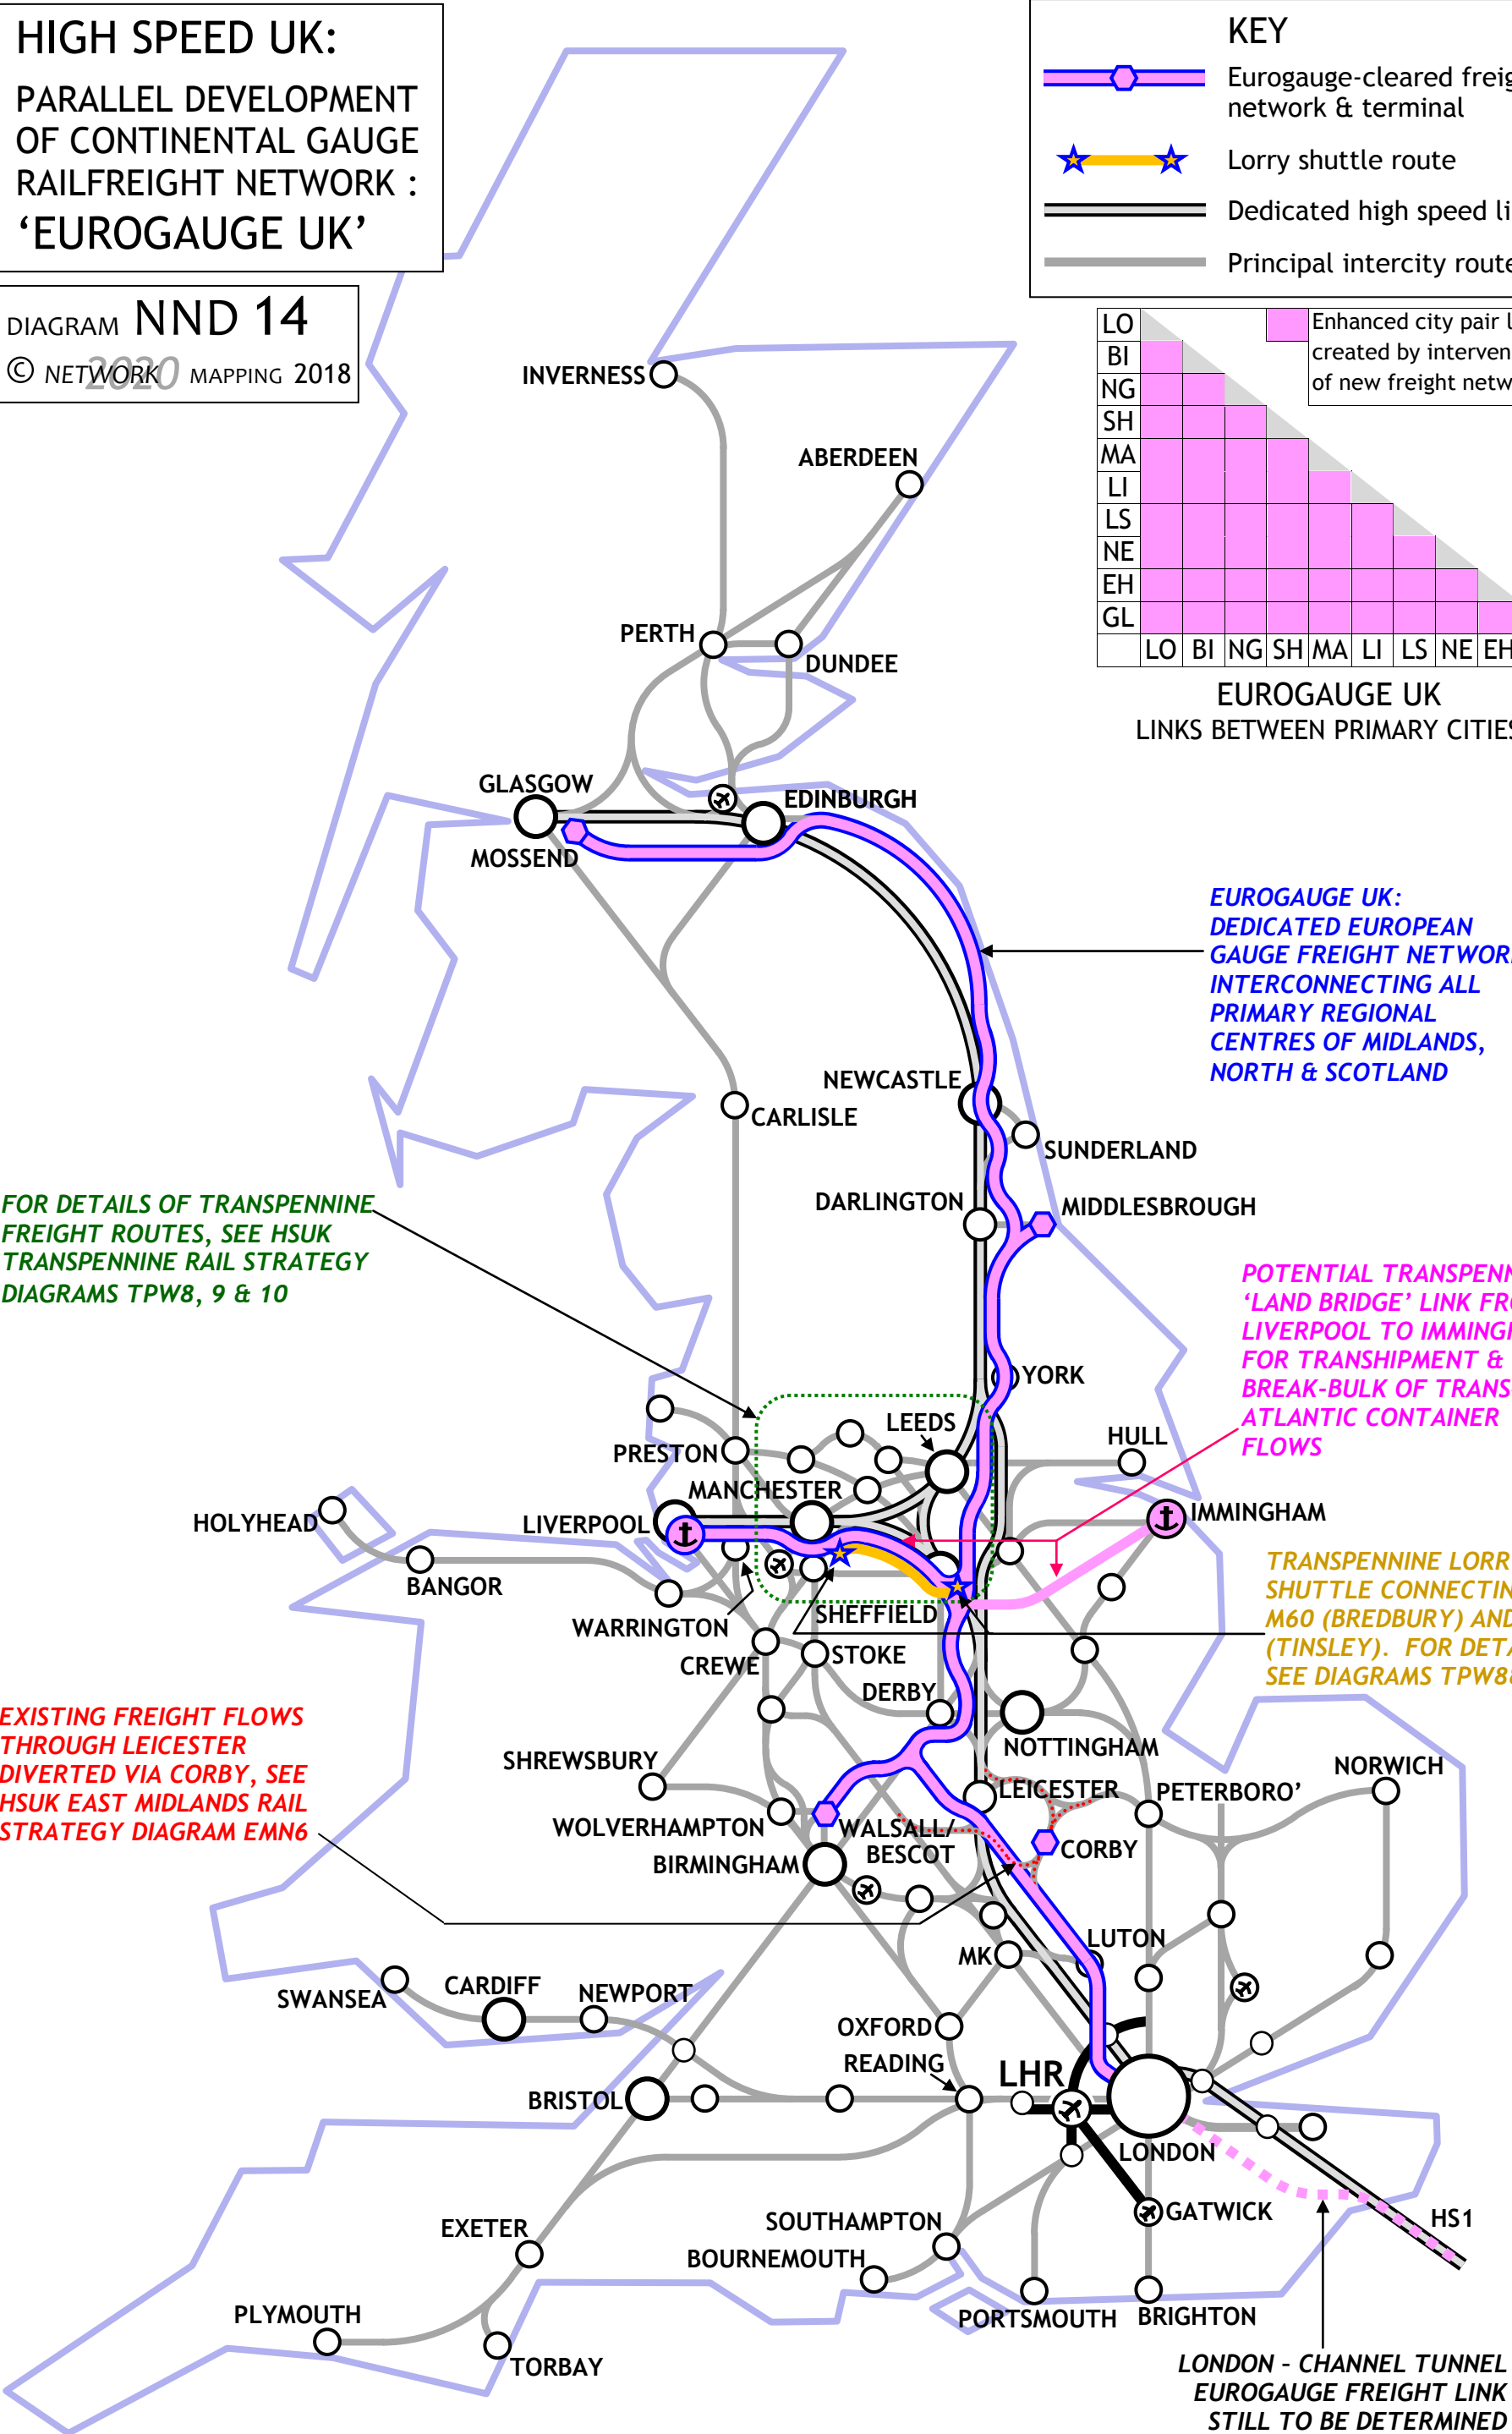 HIGH SPEED UK:
PARALLEL DEVELOPMENT
OF CONTINENTAL GAUGE
RAILFREIGHT NETWORK :
‘EUROGAUGE UK’
DIAGRAM NND 14
© NETWORK 2020 MAPPING 2018
KEY
Eurogauge-cleared freig
network & terminal
Lorry shuttle route
Dedicated high speed li
Principal intercity route
LO
BI
NG
SH
MA
LI
LS
NE
EH
GL
LO BI NG SH MA LI LS NE EH
Enhanced city pair l
created by interven
of new freight netw
EUROGAUGE UK
LINKS BETWEEN PRIMARY CITIES
INVERNESS
ABERDEEN
PERTH
DUNDEE
GLASGOW
EDINBURGH
MOSSEND
EUROGAUGE UK:
DEDICATED EUROPEAN
GAUGE FREIGHT NETWOR
INTERCONNECTING ALL
PRIMARY REGIONAL
CENTRES OF MIDLANDS,
NORTH & SCOTLAND
NEWCASTLE
CARLISLE
SUNDERLAND
DARLINGTON
MIDDLESBROUGH
FOR DETAILS OF TRANSPENNINE
FREIGHT ROUTES, SEE HSUK
TRANSPENNINE RAIL STRATEGY
DIAGRAMS TPW8, 9 & 10
POTENTIAL TRANSPENN
‘LAND BRIDGE’ LINK FRO
LIVERPOOL TO IMMINGH
FOR TRANSHIPMENT &
BREAK-BULK OF TRANS
ATLANTIC CONTAINER
FLOWS
YORK
LEEDS
HULL
PRESTON
MANCHESTER
HOLYHEAD
LIVERPOOL
IMMINGHAM
BANGOR
WARRINGTON
SHEFFIELD
TRANSPENNINE LORR
SHUTTLE CONNECTIN
M60 (BREDBURY) AND
(TINSLEY). FOR DETA
SEE DIAGRAMS TPW8
CREWE
STOKE
DERBY
NOTTINGHAM
EXISTING FREIGHT FLOWS
THROUGH LEICESTER
DIVERTED VIA CORBY, SEE
HSUK EAST MIDLANDS RAIL
STRATEGY DIAGRAM EMN6
SHREWSBURY
NORWICH
LEICESTER
PETERBORO’
WOLVERHAMPTON
WALSALL/
BESCOT
CORBY
BIRMINGHAM
LUTON
MK
SWANSEA
CARDIFF
NEWPORT
OXFORD
READING
LHR
BRISTOL
LONDON
GATWICK
HS1
EXETER
SOUTHAMPTON
BOURNEMOUTH
PLYMOUTH
PORTSMOUTH
BRIGHTON
TORBAY
LONDON – CHANNEL TUNNEL
EUROGAUGE FREIGHT LINK
STILL TO BE DETERMINED